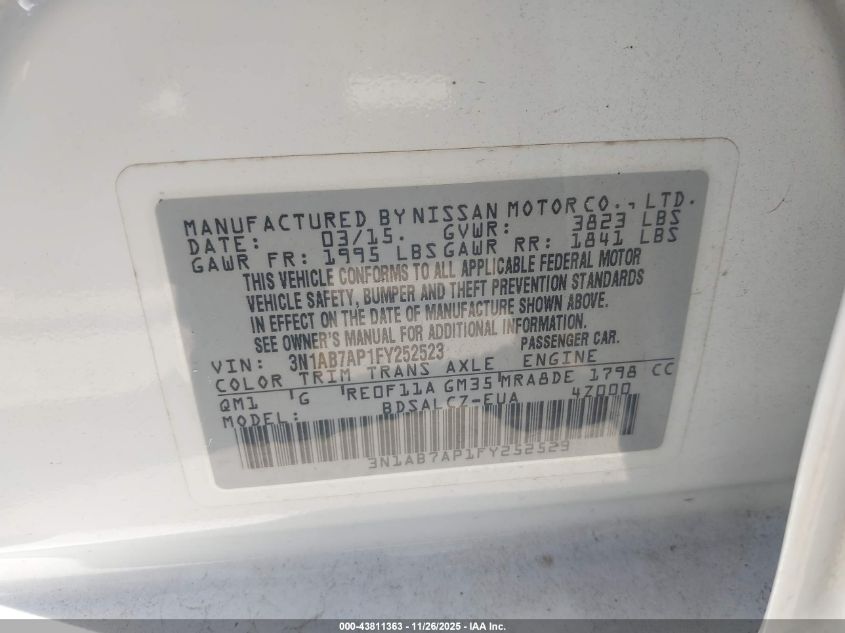 MANUFACTURED BY NISSAN MOTOR CO., LTD.
DATE: 03/15. GVWR: 3823 LBS
GAWR FR: 1995 LBS GAWR RR: 1841 LBS
THIS VEHICLE CONFORMS TO ALL APPLICABLE FEDERAL MOTOR
VEHICLE SAFETY, BUMPER AND THEFT PREVENTION STANDARDS
IN EFFECT ON THE DATE OF MANUFACTURE SHOWN ABOVE.
SEE OWNER'S MANUAL FOR ADDITIONAL INFORMATION.
VIN: 3N1AB7AP1FY252523 PASSENGER CAR.
COLOR TRIM TRANS AXLE ENGINE
QM1 G RE0F11A GM35 MRA8DE 1798 CC
MODEL: BDSALCZ-EUA 4Z000
3N1AB7AP1FY252529
000-43811363 - 11/26/2025 - IAA Inc.